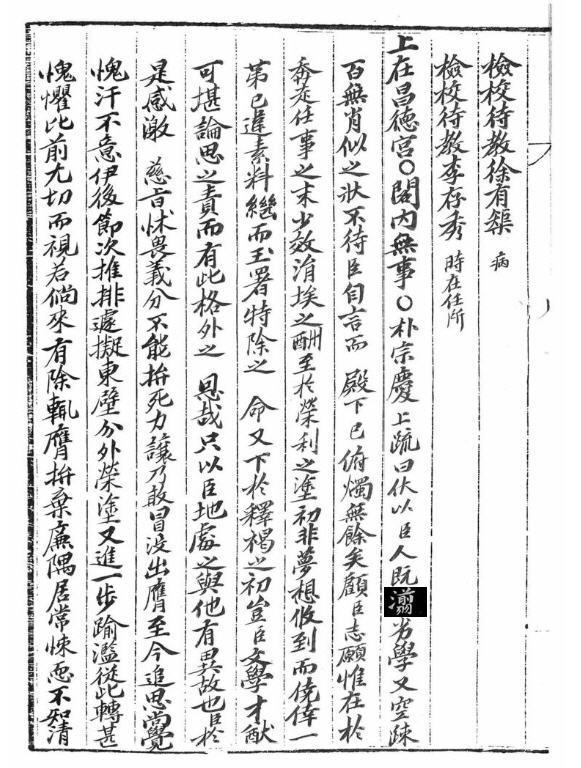 檢校待教徐有榘 病
檢校待教李存秀 時在任所
上在昌德宮○閤內無事○朴宗慶上疏曰伏以臣人既劣學又空疎
百無肖似之狀不待臣自言而 殿下已俯燭無餘矣顧臣志願惟在於
奔走任事之末少效涓埃之酬至於榮利之塗初非夢想攸到而僥倖一
第已違素料繼而玉署特除之 命又下於釋褐之初豈臣文學才猷
可堪論思之責而有此格外之 恩哉只以臣地處之與他有異故也臣於
是感激 慈旨怵畏義分不能拚死力讓乃敢冒沒出膺至今追思尚覺
愧汗不意伊後節次推排遽擬東壁分外榮塗又進一步踰濫從此轉甚
愧懼比前尤切而視若倘來有除輒膺拚棄廉隅居常悚恧不知清